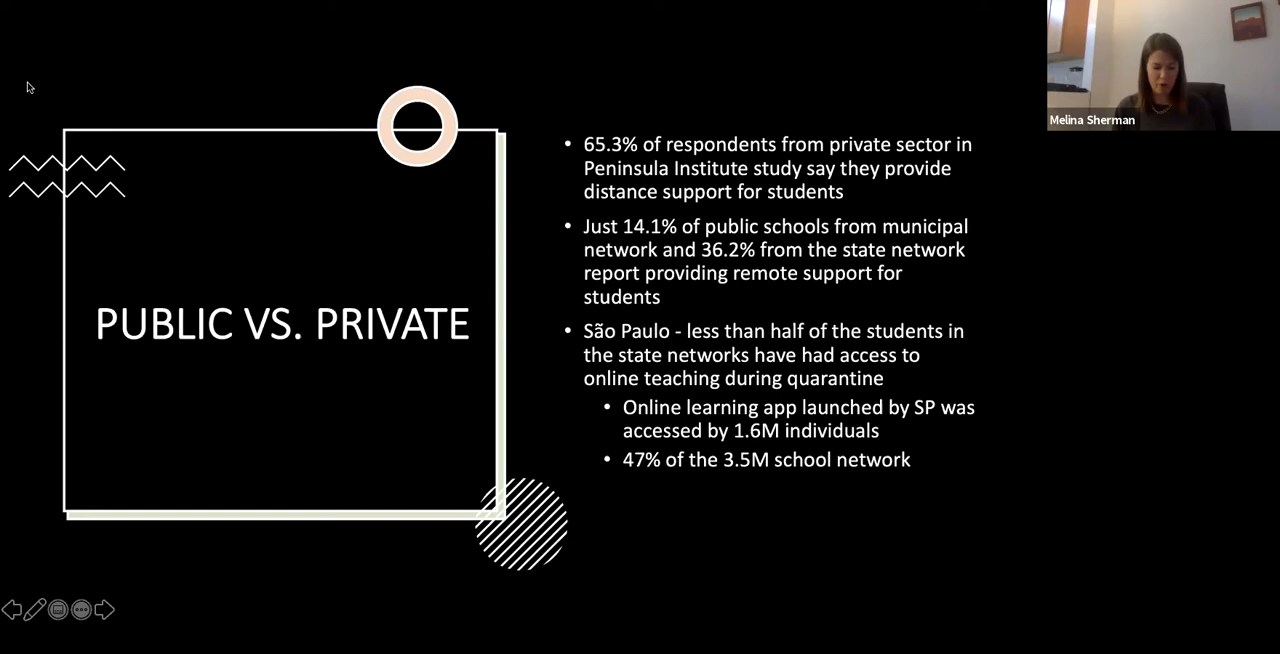 PUBLIC VS. PRIVATE
• 65.3% of respondents from private sector in
Peninsula Institute study say they provide
distance support for students
• Just 14.1% of public schools from municipal
network and 36.2% from the state network
report providing remote support for
students
• São Paulo - less than half of the students in
the state networks have had access to
online teaching during quarantine
• Online learning app launched by SP was
accessed by 1.6M individuals
• 47% of the 3.5M school network
Melina Sherman